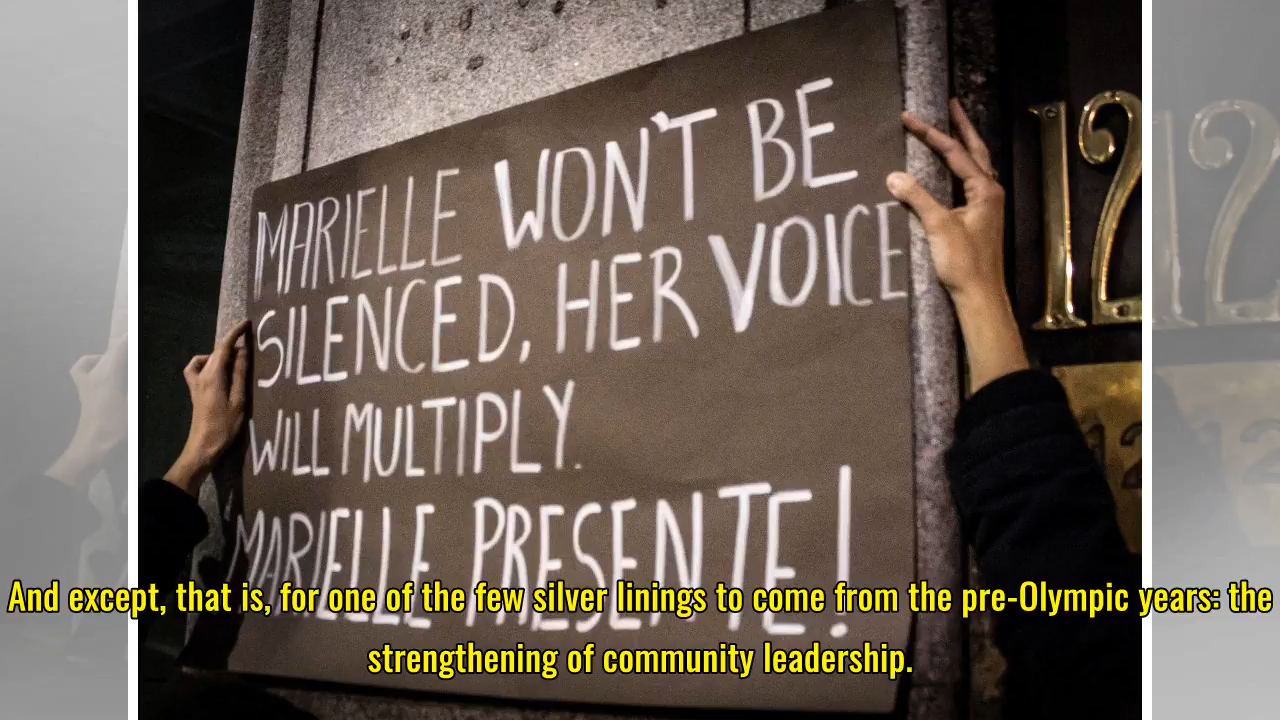 MARIELLE WON'T BE
SILENCED, HER VOICE
WILL MULTIPLY.
MARIELLE PRESENTE!
12
And except, that is, for one of the few silver linings to come from the pre-Olympic years: the
strengthening of community leadership.